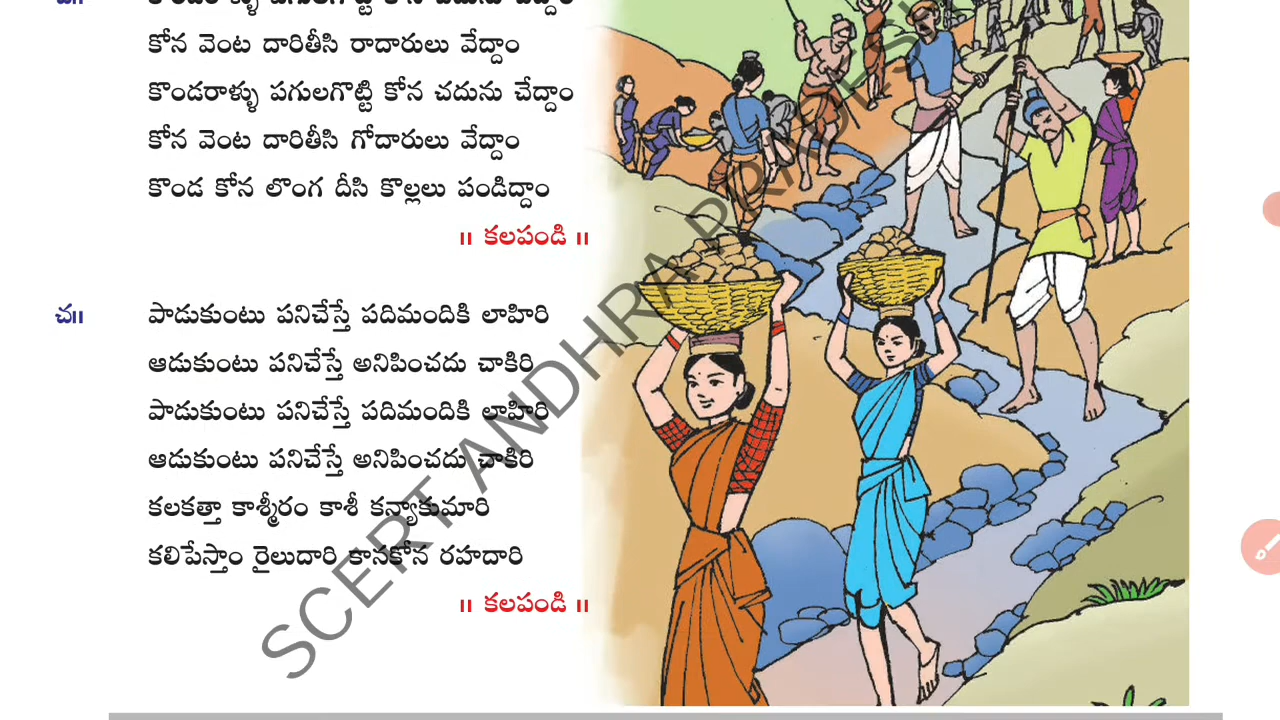 కోన వెంట దారితీసి రాదారులు వేద్దాం
కొండరాళ్ళు పగులగొట్టి కోన చదును చేద్దాం
కోన వెంట దారితీసి గోదారులు వేద్దాం
కొండ కోన లొంగ దీసి కొల్లలు పండిద్దాం
॥ కలపండి ॥
చ॥ పాడుకుంటు పనిచేస్తే పదిమందికి లాహిరి
ఆడుకుంటు పనిచేస్తే అనిపించదు చాకిరి
పాడుకుంటు పనిచేస్తే పదిమందికి లాహిరి
ఆడుకుంటు పనిచేస్తే అనిపించదు చాకిరి
కలకత్తా కాశ్మీరం కాశీ కన్యాకుమారి
కలిపేస్తాం రైలుదారి కానకోన రహదారి
॥ కలపండి ॥
SCERT ANDHRA PRADESH